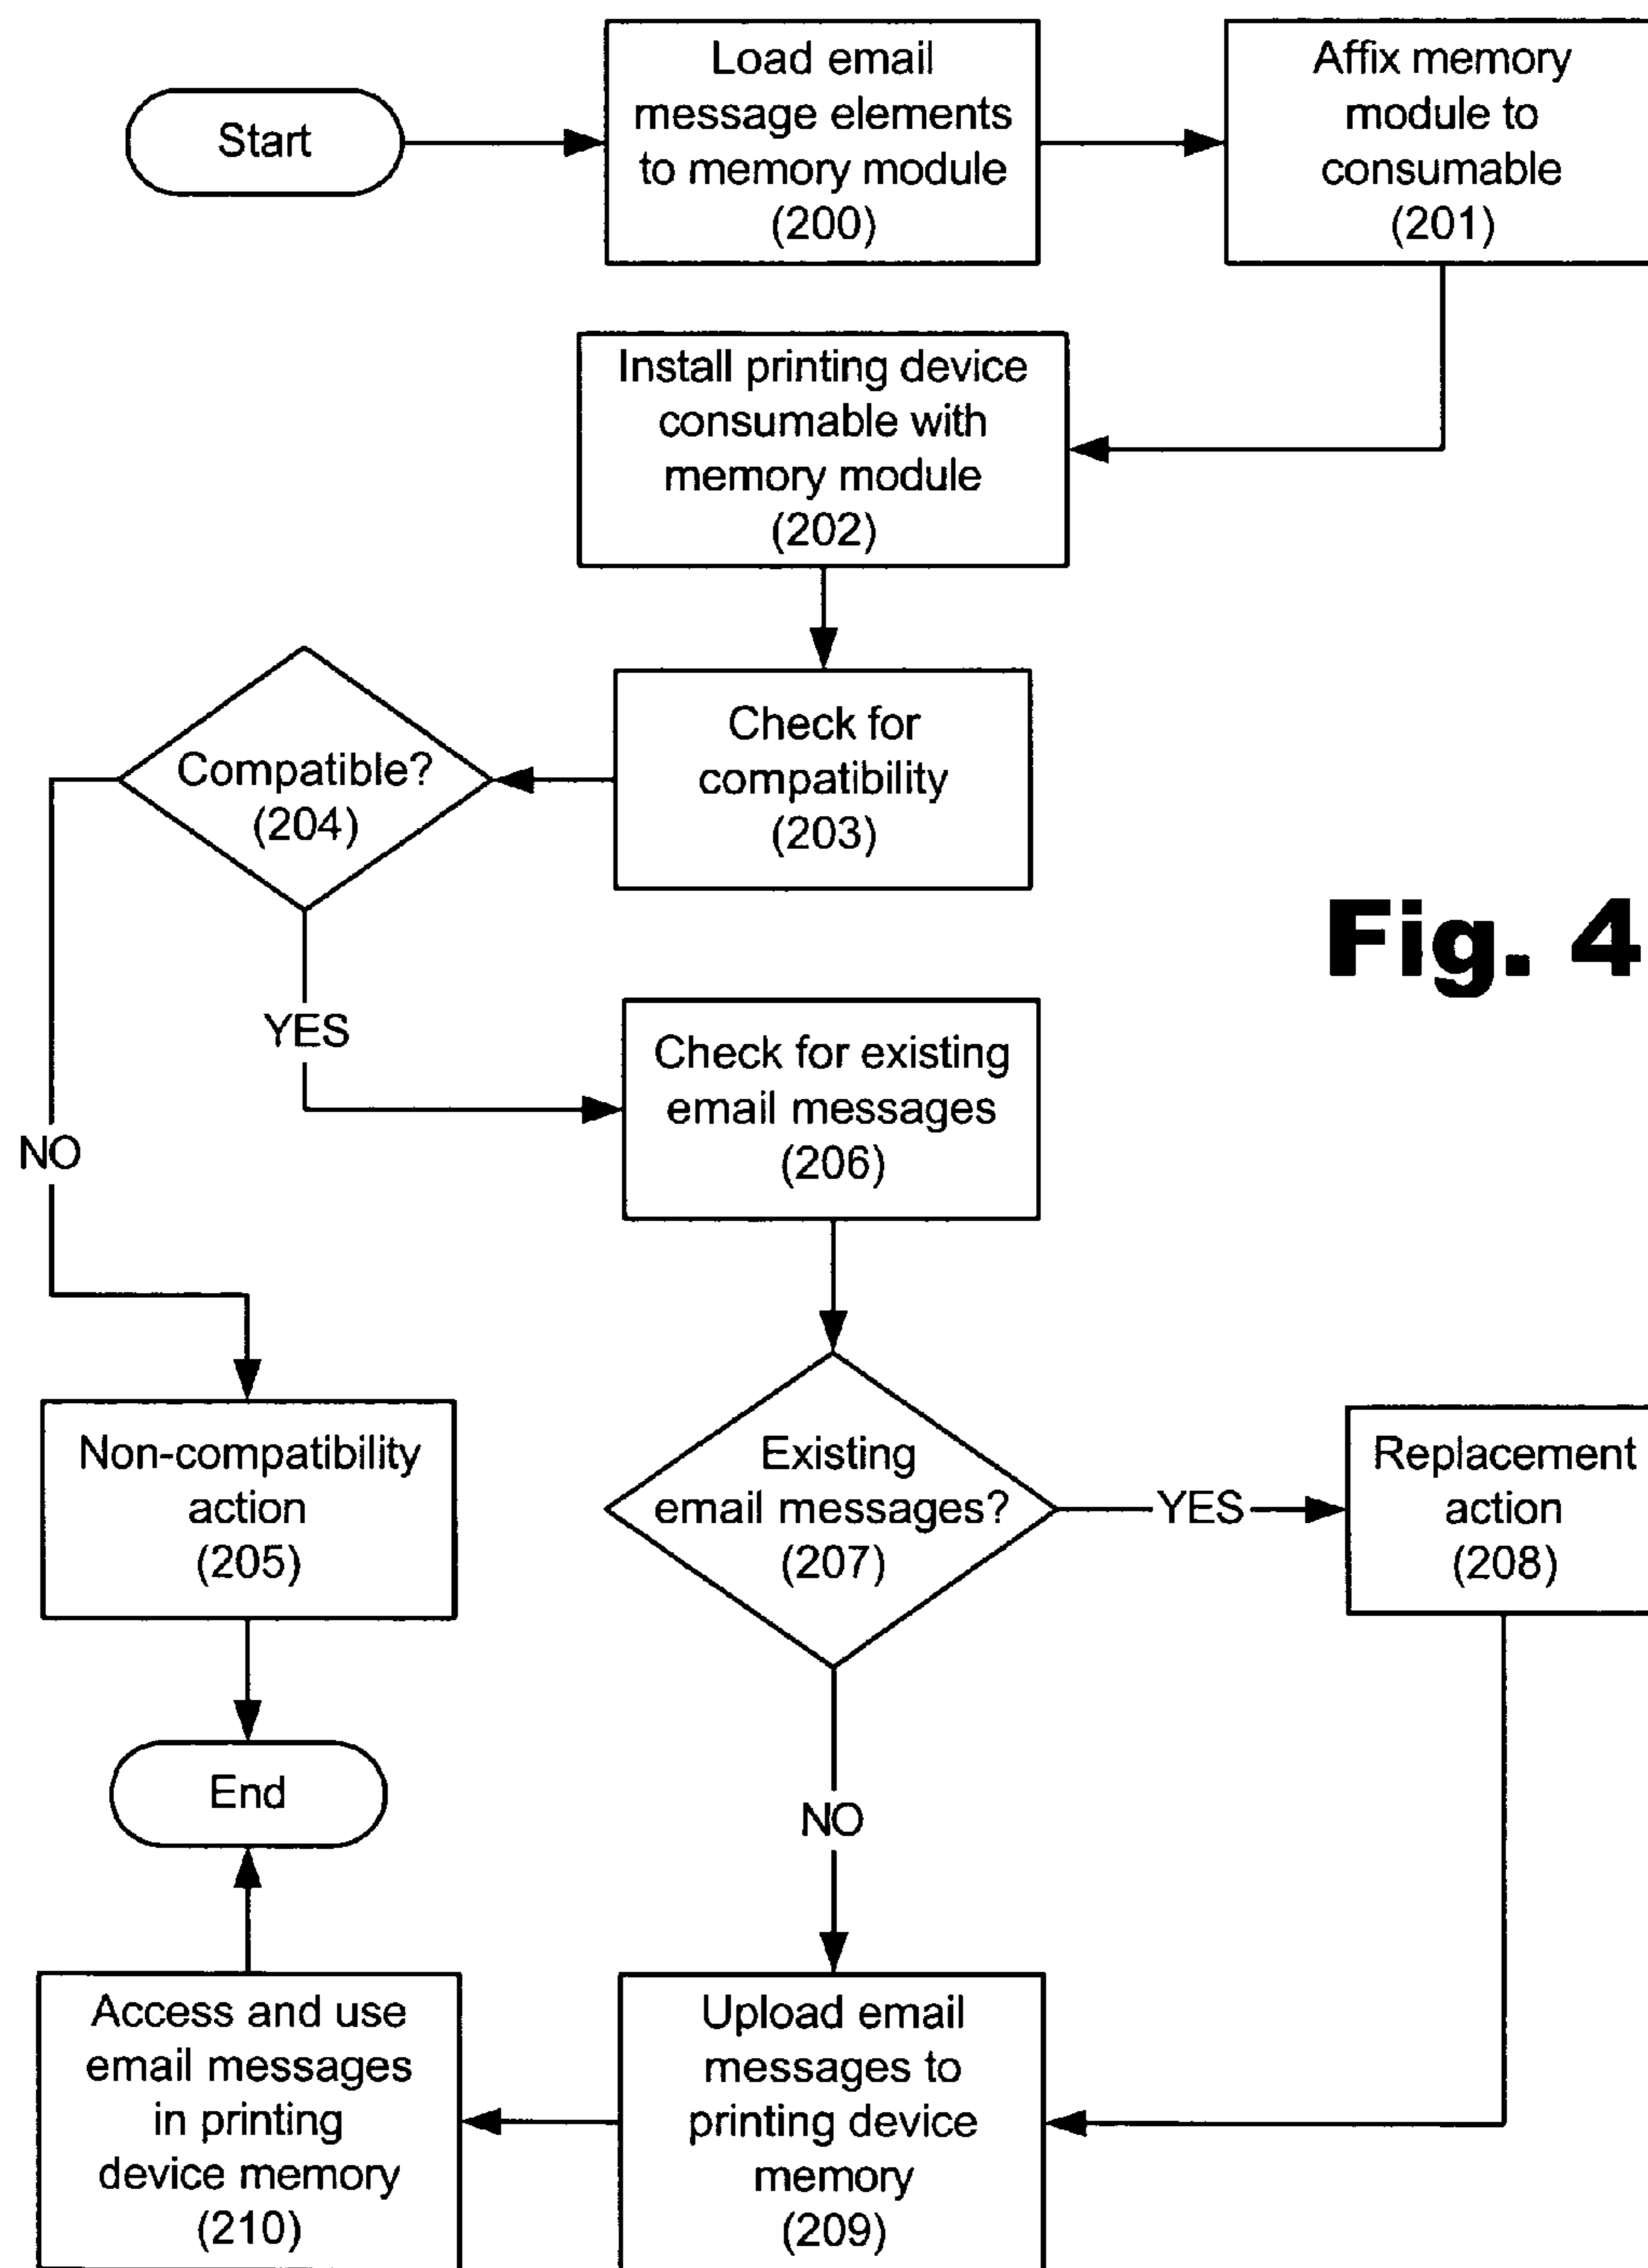 Start
Load email
message elements
to memory module
(200)
Affix memory
module to
consumable
(201)
Install printing device
consumable with
memory module
(202)
Check for
compatibility
(203)
Compatible?
(204)
Fig. 4
YES
NO
Check for existing
email messages
(206)
Non-compatibility
action
(205)
Existing
email messages?
(207)
YES
Replacement
action
(208)
End
NO
Access and use
email messages
in printing
device memory
(210)
Upload email
messages to
printing device
memory
(209)